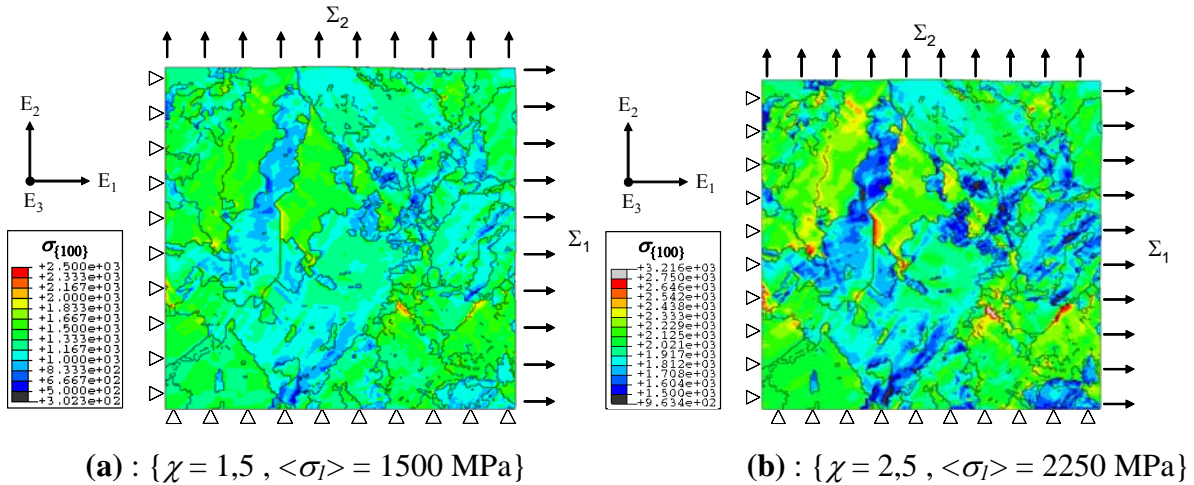 Σ2
Σ2
E2
E1
E3
E2
E1
E3
Σ1
Σ1
σ{100}
+2.500e+03
+2.333e+03
+2.167e+03
+2.000e+03
+1.833e+03
+1.667e+03
+1.500e+03
+1.333e+03
+1.167e+03
+1.000e+03
+8.333e+02
+6.667e+02
+5.000e+02
+3.023e+02
σ{100}
+3.216e+03
+2.750e+03
+2.646e+03
+2.542e+03
+2.438e+03
+2.333e+03
+2.229e+03
+2.125e+03
+2.021e+03
+1.917e+03
+1.812e+03
+1.708e+03
+1.604e+03
+1.500e+03
+9.634e+02
(a) : {χ = 1,5 , <σI> = 1500 MPa}
(b) : {χ = 2,5 , <σI> = 2250 MPa}